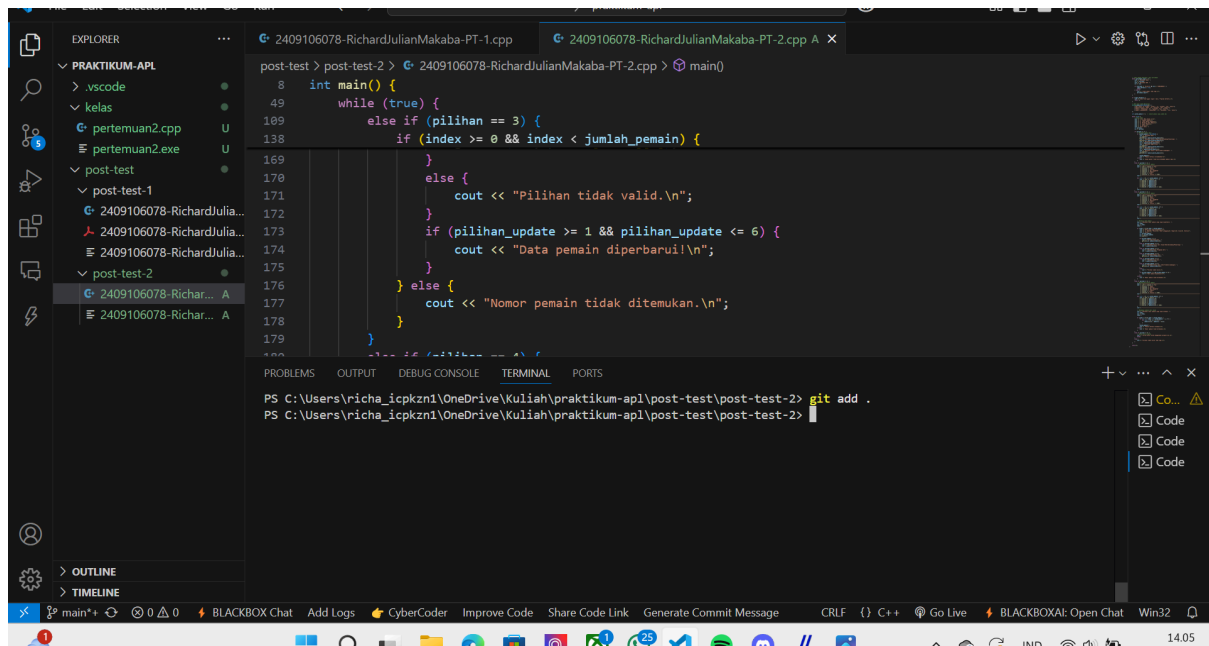 EXPLORER
PRAKTIKUM-APL
.vscode
kelas
pertemuan2.cpp U
pertemuan2.exe U
post-test
post-test-1
2409106078-RichardJulia...
2409106078-RichardJulia...
2409106078-RichardJulia...
post-test-2
2409106078-Richar... A
2409106078-Richar... A
OUTLINE
TIMELINE
5
2409106078-RichardJulianMakaba-PT-1.cpp
2409106078-RichardJulianMakaba-PT-2.cpp A
post-test > post-test-2 > 2409106078-RichardJulianMakaba-PT-2.cpp > main()
8 int main() {
49 while (true) {
109 else if (pilihan == 3) {
138 if (index >= 0 && index < jumlah_pemain) {
169 }
170 else {
171 cout << "Pilihan tidak valid.\n";
172 }
173 if (pilihan_update >= 1 && pilihan_update <= 6) {
174 cout << "Data pemain diperbarui!\n";
175 }
176 } else {
177 cout << "Nomor pemain tidak ditemukan.\n";
178 }
179 }
PROBLEMS OUTPUT DEBUG CONSOLE TERMINAL PORTS
PS C:\Users\richa_icpkzn1\OneDrive\Kuliah\praktikum-apl\post-test\post-test-2> git add .
PS C:\Users\richa_icpkzn1\OneDrive\Kuliah\praktikum-apl\post-test\post-test-2>
Co...
Code
Code
Code
main*+ 0 0 BLACKBOX Chat Add Logs CyberCoder Improve Code Share Code Link Generate Commit Message CRLF {} C++ Go Live BLACKBOXAI: Open Chat Win32
1 1 25 14.05